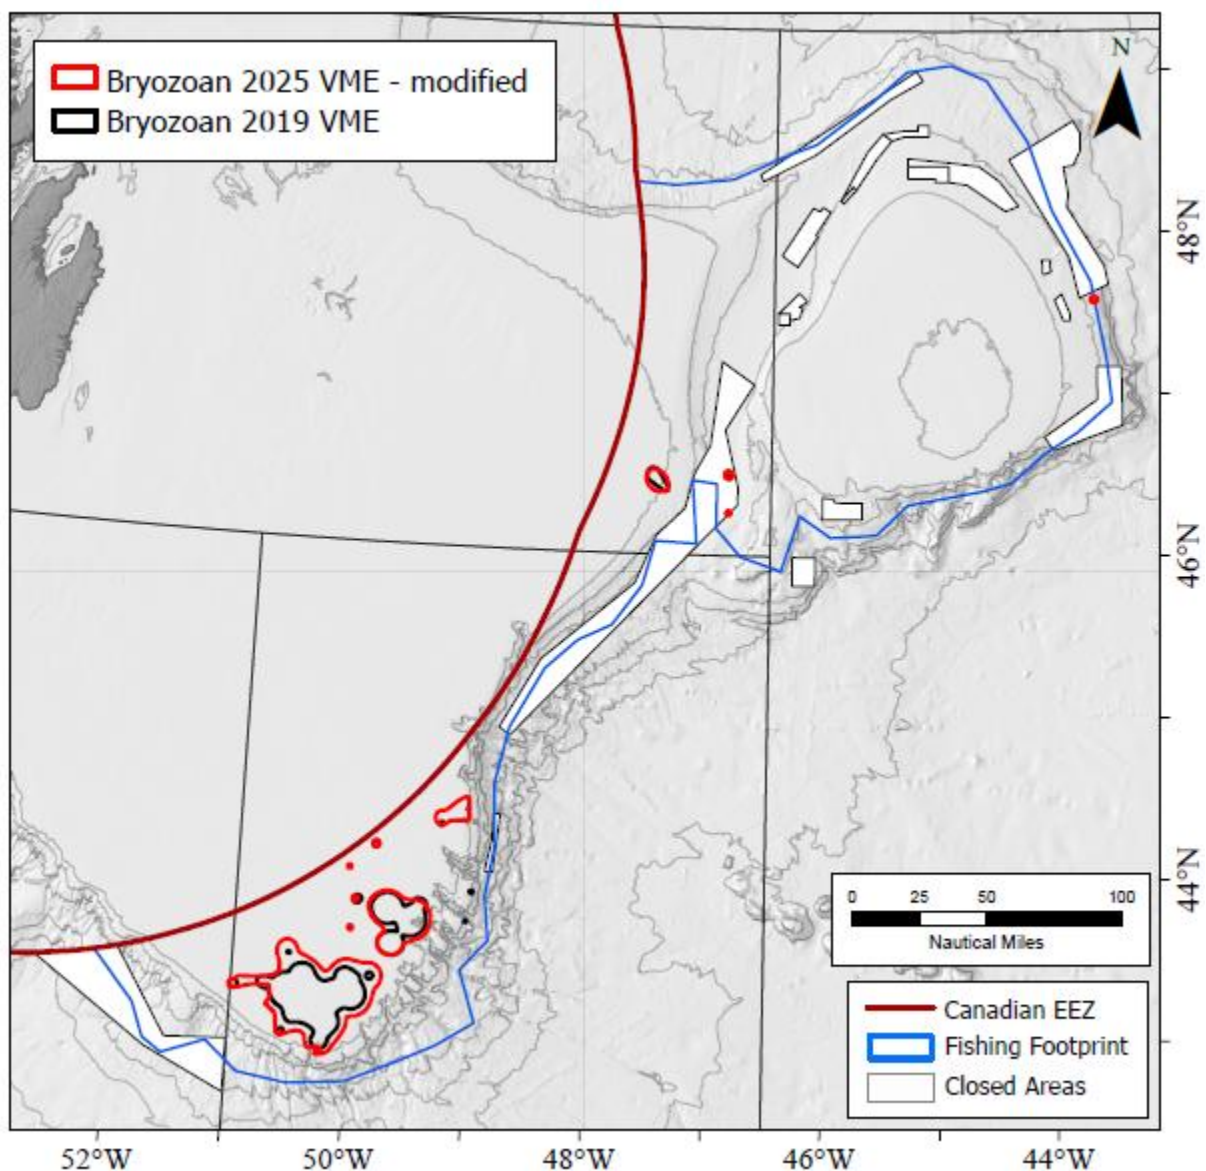 Bryozoan 2025 VME - modified
Bryozoan 2019 VME
N
48°N
46°N
44°N
0 25 50 100
Nautical Miles
Canadian EEZ
Fishing Footprint
Closed Areas
52°W 50°W 48°W 46°W 44°W